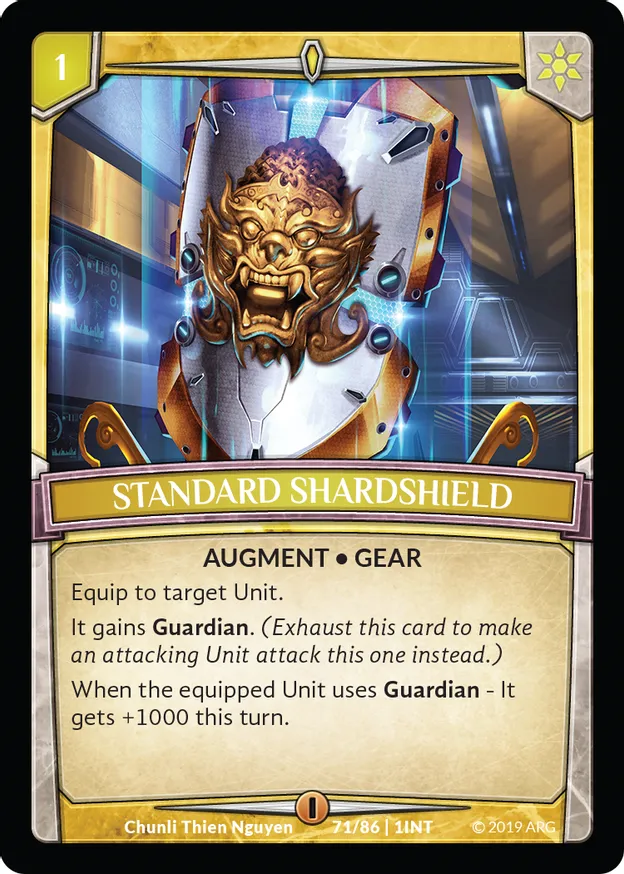 1
STANDARD SHARDSHIELD
AUGMENT • GEAR
Equip to target Unit.
It gains Guardian. (Exhaust this card to make
an attacking Unit attack this one instead.)
When the equipped Unit uses Guardian - It
gets +1000 this turn.
I
Chunli Thien Nguyen 71/86 | 1INT © 2019 ARG